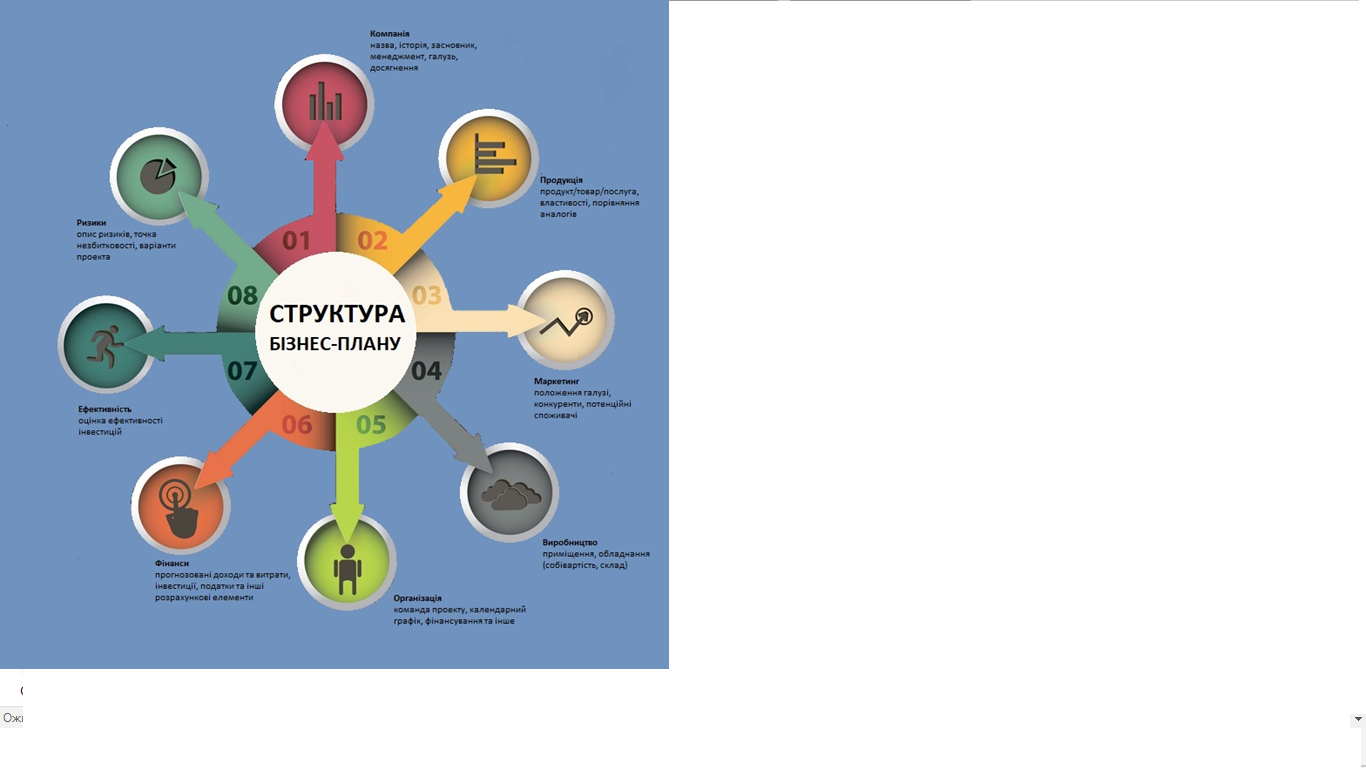 Компанія
назва, історія, засновник,
менеджмент, галузь,
досягнення
Продукція
продукт/товар/послуга,
властивості, порівняння
аналогів
Ризики
опис ризиків, точка
незбитковості, варіанти
проекта
01
02
03
04
05
06
07
08
СТРУКТУРА
БІЗНЕС-ПЛАНУ
Маркетинг
положення галузі,
конкуренти, потенційні
споживачі
Ефективність
оцінка ефективності
інвестицій
Виробництво
приміщення, обладнання
(собівартість, склад)
Фінанси
прогнозовані доходи та витрати,
інвестиції, податки та інші
розрахункові елементи
Організація
команда проекту, календарний
графік, фінансування та інше